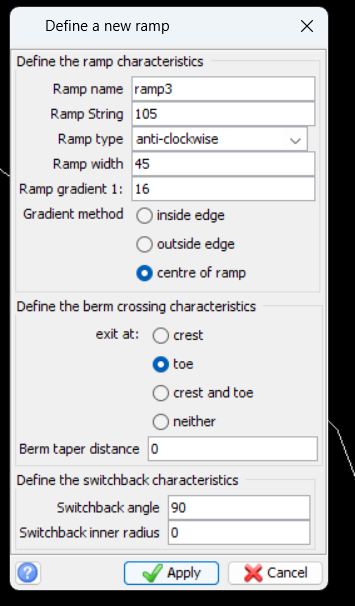 Define a new ramp
Define the ramp characteristics
Ramp name ramp3
Ramp String 105
Ramp type anti-clockwise
Ramp width 45
Ramp gradient 1: 16
Gradient method inside edge
outside edge
centre of ramp
Define the berm crossing characteristics
exit at: crest
toe
crest and toe
neither
Berm taper distance 0
Define the switchback characteristics
Switchback angle 90
Switchback inner radius 0
? Apply Cancel